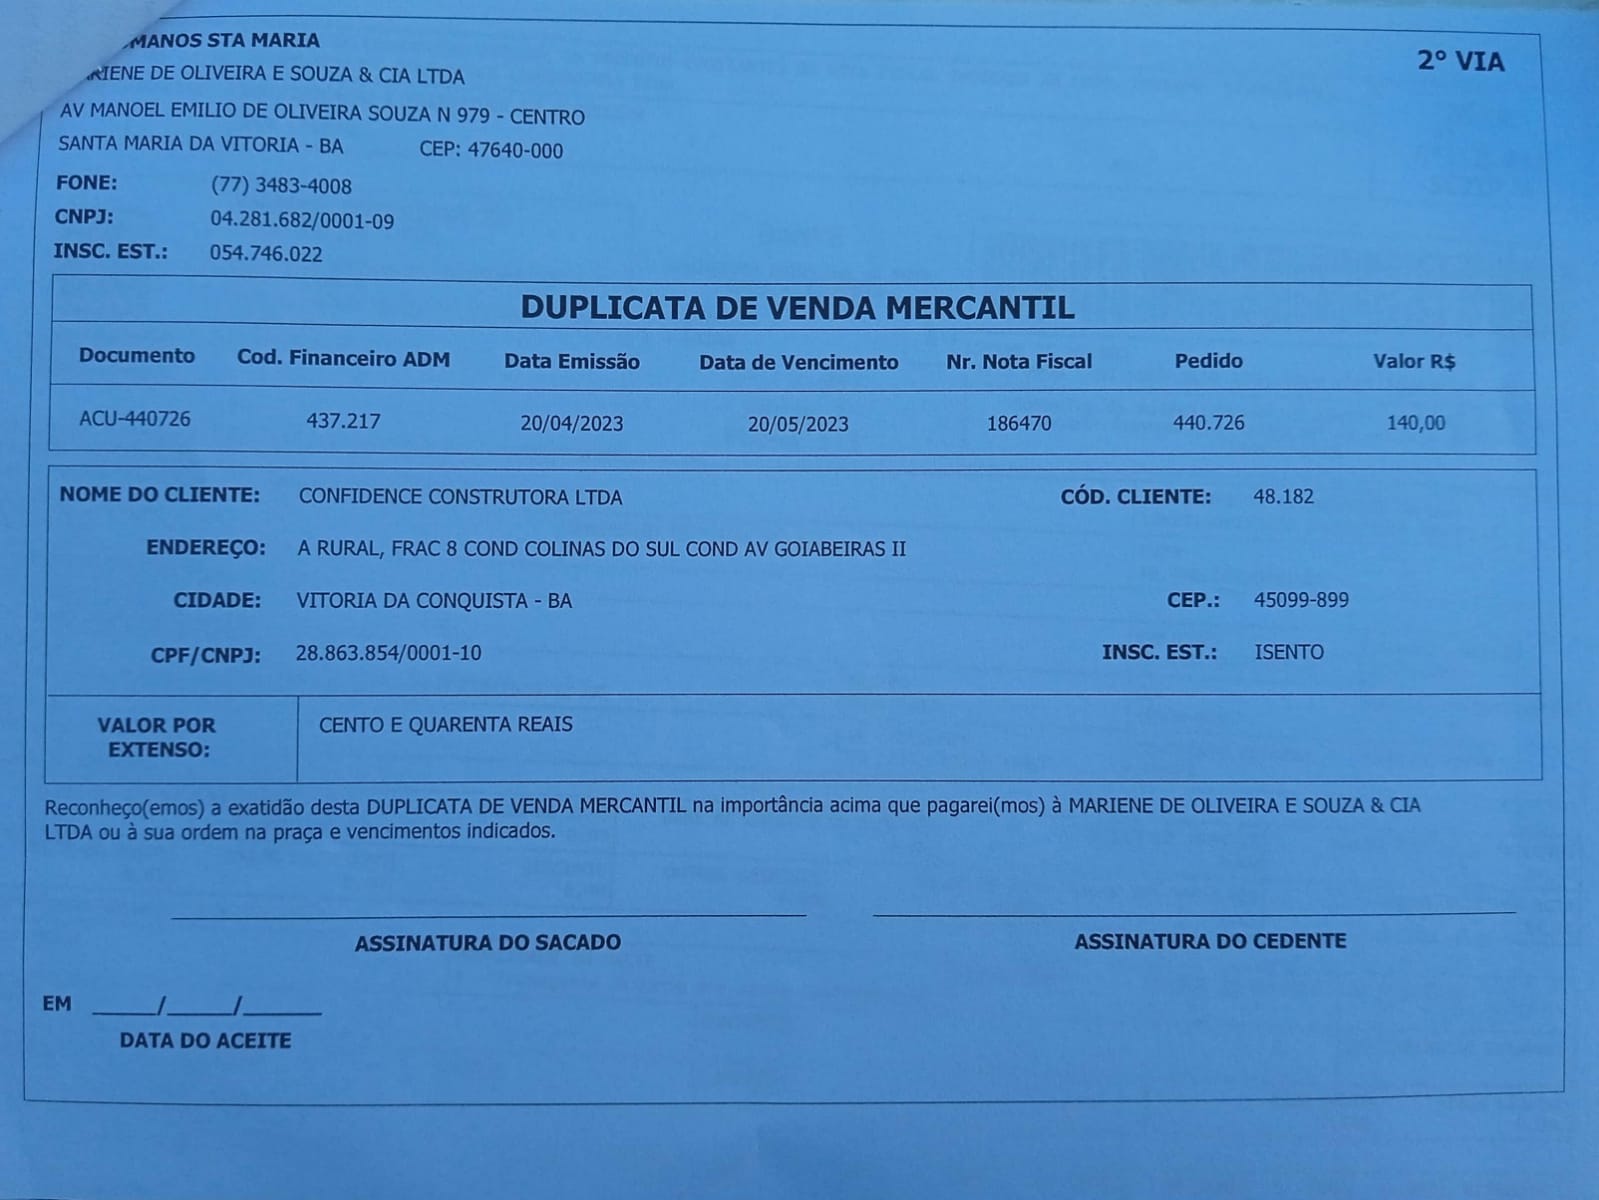 MANOS STA MARIA
2º VIA
RIENE DE OLIVEIRA E SOUZA & CIA LTDA
AV MANOEL EMILIO DE OLIVEIRA SOUZA N 979 - CENTRO
SANTA MARIA DA VITORIA - BA CEP: 47640-000
FONE: (77) 3483-4008
CNPJ: 04.281.682/0001-09
INSC. EST.: 054.746.022
DUPLICATA DE VENDA MERCANTIL
Documento Cod. Financeiro ADM Data Emissão Data de Vencimento Nr. Nota Fiscal Pedido Valor R$
ACU-440726 437.217 20/04/2023 20/05/2023 186470 440.726 140,00
NOME DO CLIENTE: CONFIDENCE CONSTRUTORA LTDA CÓD. CLIENTE: 48.182
ENDEREÇO: A RURAL, FRAC 8 COND COLINAS DO SUL COND AV GOIABEIRAS II
CIDADE: VITORIA DA CONQUISTA - BA CEP.: 45099-899
CPF/CNPJ: 28.863.854/0001-10 INSC. EST.: ISENTO
VALOR POR EXTENSO: CENTO E QUARENTA REAIS
Reconheço(emos) a exatidão desta DUPLICATA DE VENDA MERCANTIL na importância acima que pagarei(mos) à MARIENE DE OLIVEIRA E SOUZA & CIA
LTDA ou à sua ordem na praça e vencimentos indicados.
ASSINATURA DO SACADO ASSINATURA DO CEDENTE
EM ____/____/____
DATA DO ACEITE